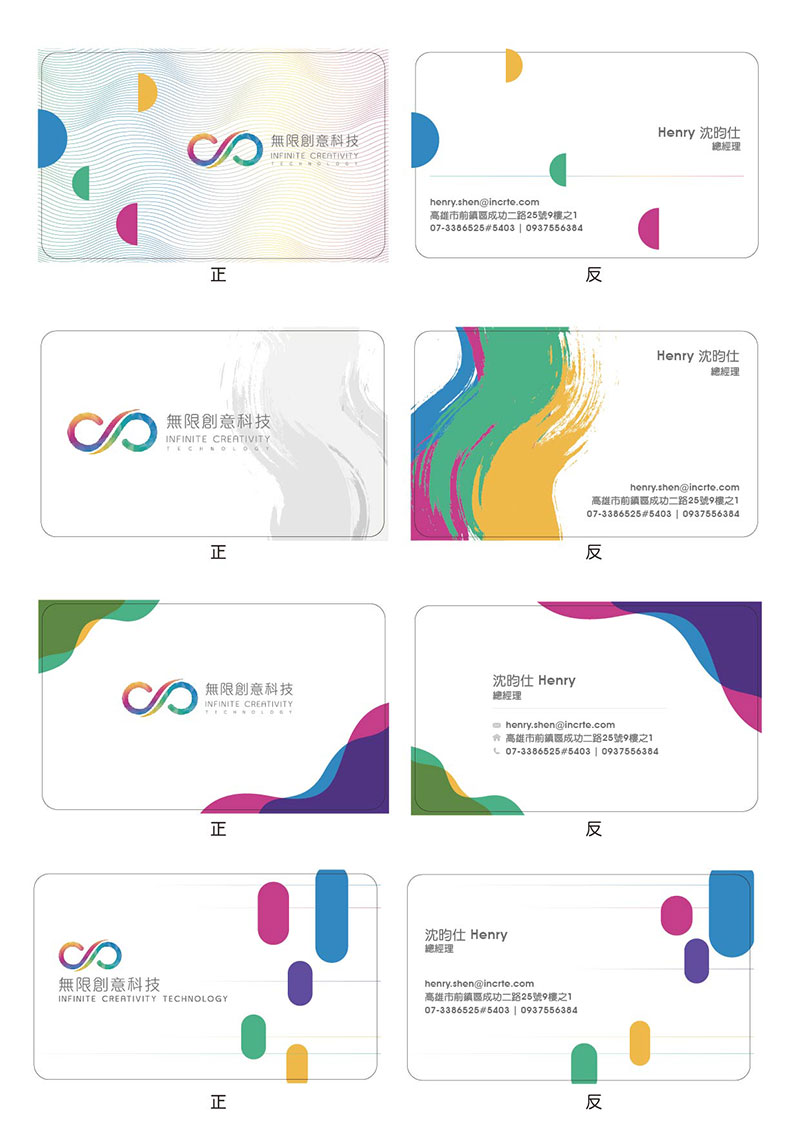 無限創意科技
INFINITE CREATIVITY
TECHNOLOGY
Henry 沈昀仕
總經理
henry.shen@incrte.com
高雄市前鎮區成功二路25號9樓之1
07-3386525#5403 | 0937556384
正
反
無限創意科技
INFINITE CREATIVITY
TECHNOLOGY
Henry 沈昀仕
總經理
henry.shen@incrte.com
高雄市前鎮區成功二路25號9樓之1
07-3386525#5403 | 0937556384
正
反
無限創意科技
INFINITE CREATIVITY
TECHNOLOGY
沈昀仕 Henry
總經理
henry.shen@incrte.com
高雄市前鎮區成功二路25號9樓之1
07-3386525#5403 | 0937556384
正
反
無限創意科技
INFINITE CREATIVITY TECHNOLOGY
沈昀仕 Henry
總經理
henry.shen@incrte.com
高雄市前鎮區成功二路25號9樓之1
07-3386525#5403 | 0937556384
正
反